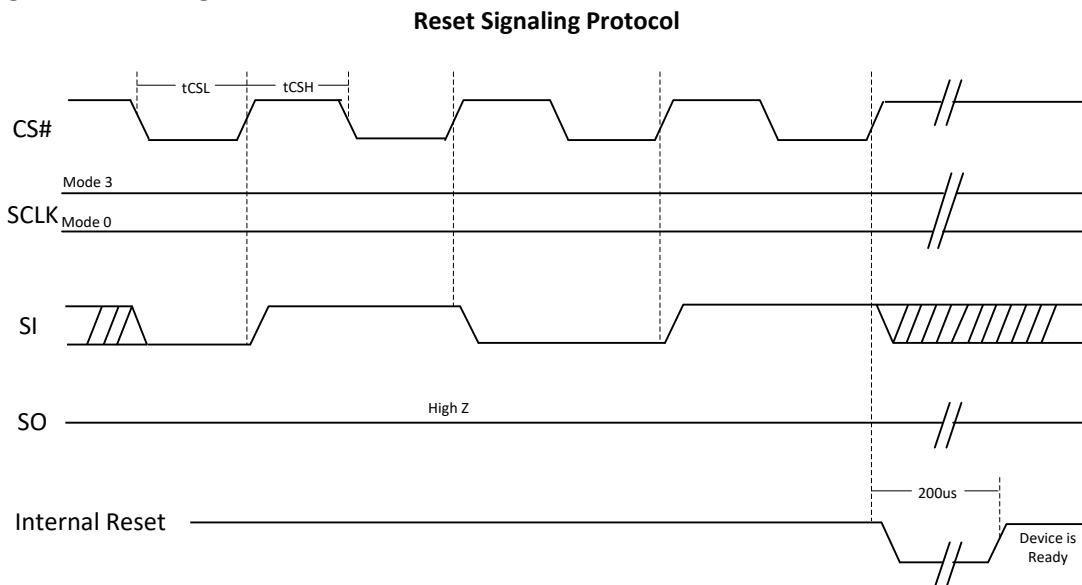 Reset Signaling Protocol
tCSL
tCSH
CS#
Mode 3
SCLK
Mode 0
SI
High Z
SO
200us
Internal Reset
Device is
Ready